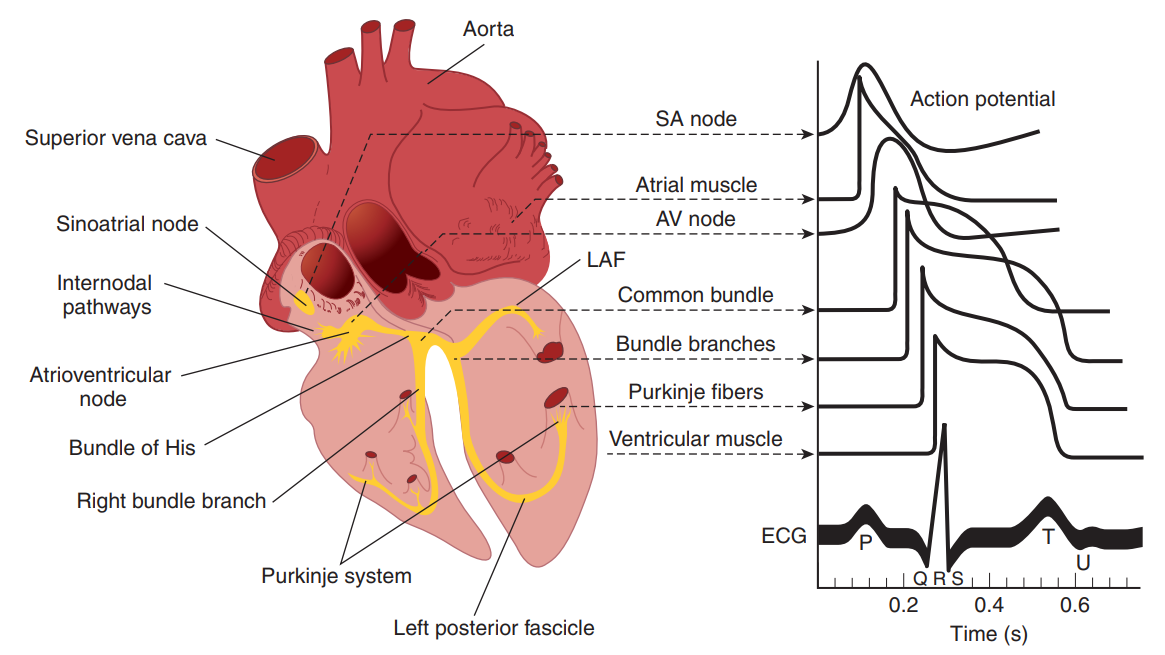 Aorta
Superior vena cava
Sinoatrial node
Internodal
pathways
Atrioventricular
node
Bundle of His
Right bundle branch
Purkinje system
Left posterior fascicle
LAF
SA node
Atrial muscle
AV node
Common bundle
Bundle branches
Purkinje fibers
Ventricular muscle
Action potential
ECG
P
Q R S
T
U
0.2 0.4 0.6
Time (s)